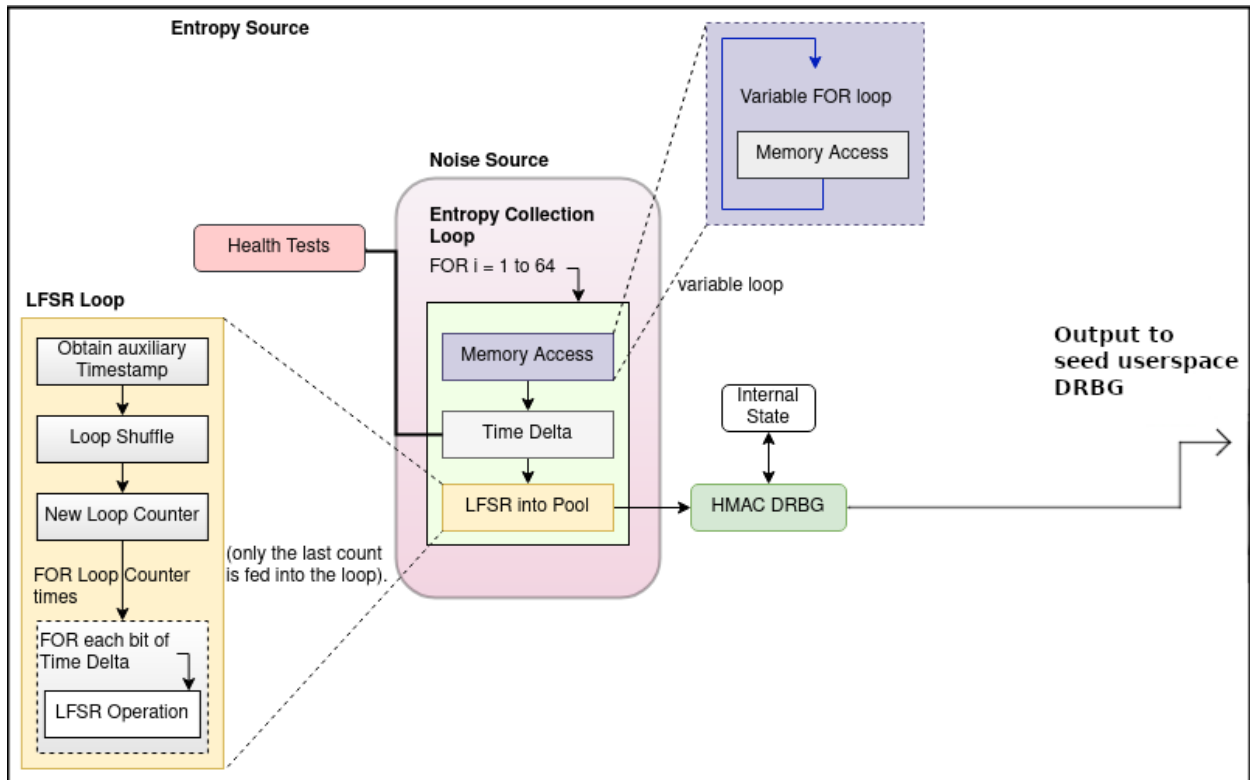 Entropy Source
Variable FOR loop
Memory Access
Noise Source
Entropy Collection
Loop
FOR i = 1 to 64
Health Tests
variable loop
LFSR Loop
Obtain auxiliary
Timestamp
Loop Shuffle
New Loop Counter
FOR Loop Counter
times
FOR each bit of
Time Delta
LFSR Operation
(only the last count
is fed into the loop).
Memory Access
Time Delta
LFSR into Pool
Internal
State
HMAC DRBG
Output to
seed userspace
DRBG